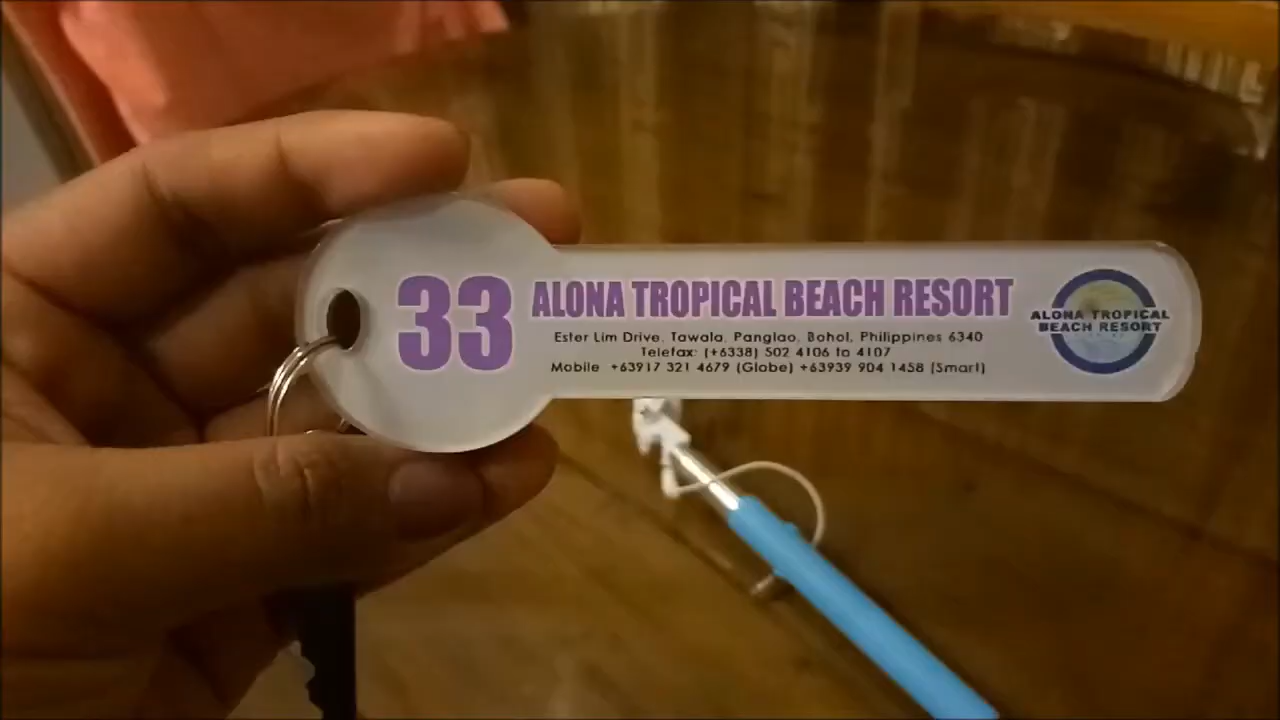 33
ALONA TROPICAL BEACH RESORT
Ester Lim Drive, Tawala, Panglao, Bohol, Philippines 6340
Telefax: (+6338) 502 4106 to 4107
Mobile +63917 321 4679 (Globe) +63939 904 1458 (Smart)
ALONA TROPICAL
BEACH RESORT